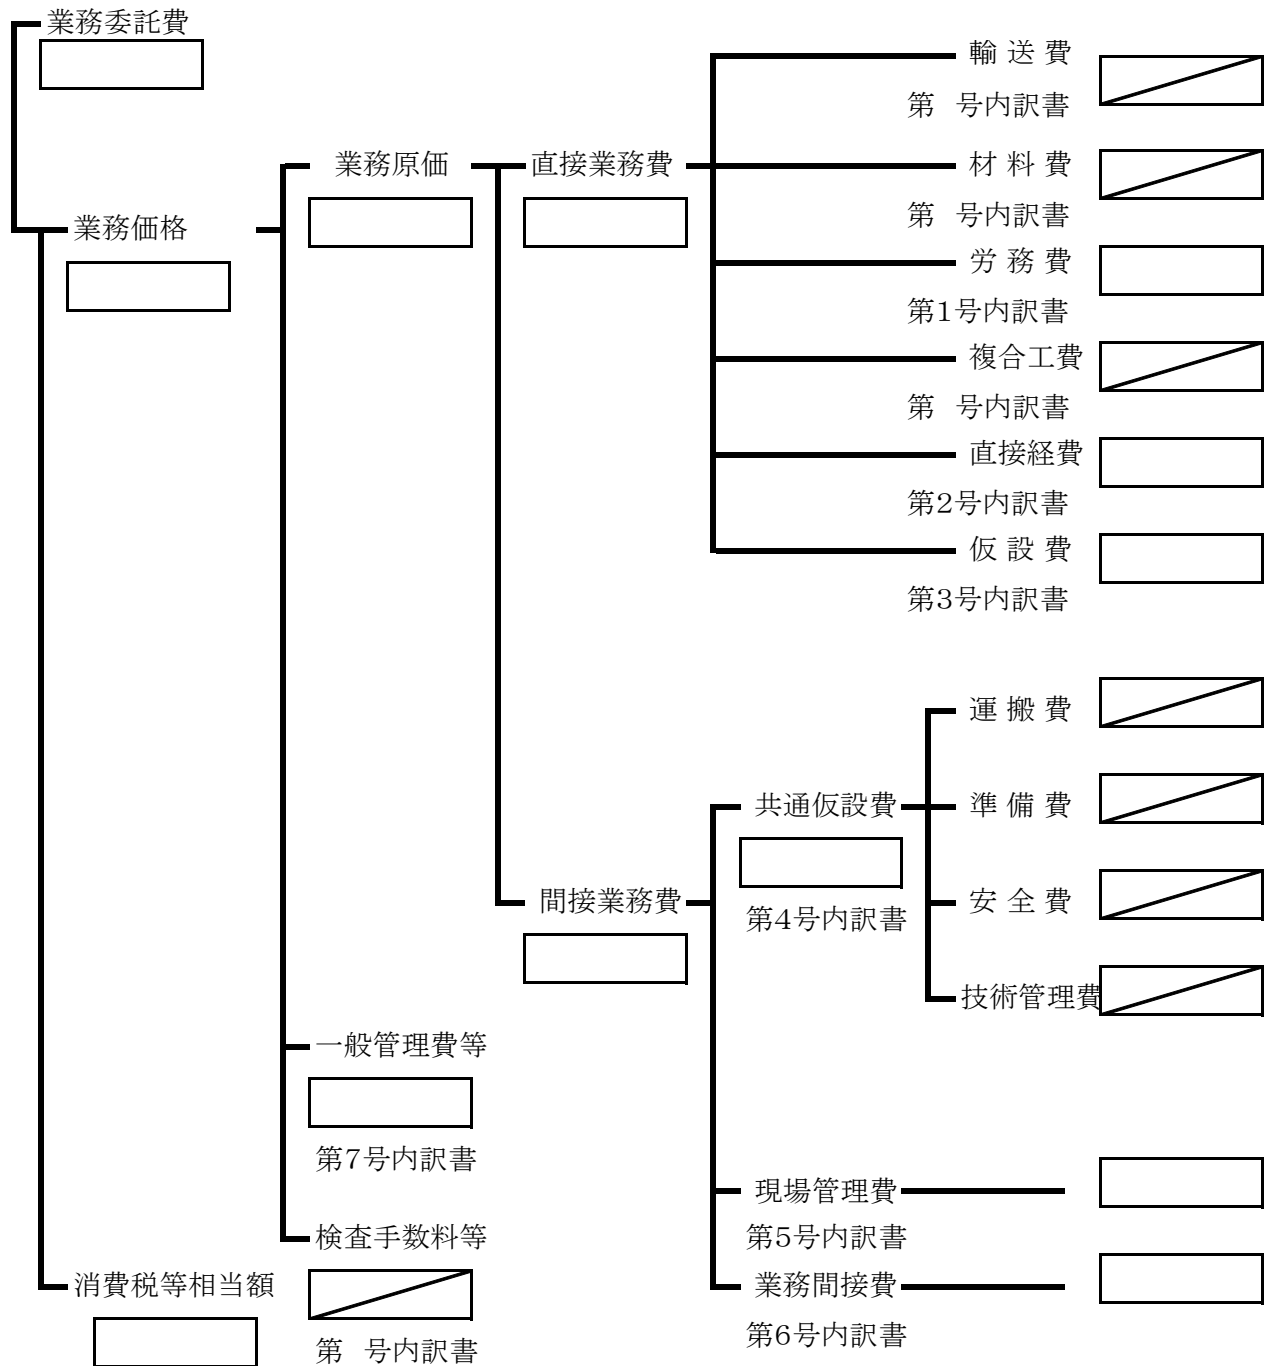 業務委託費
輸 送 費
第　号内訳書
業務原価
直接業務費
材 料 費
第　号内訳書
業務価格
労 務 費
第1号内訳書
複合工費
第　号内訳書
直接経費
第2号内訳書
仮 設 費
第3号内訳書
運 搬 費
共通仮設費
準 備 費
間接業務費
第4号内訳書
安 全 費
技術管理費
一般管理費等
第7号内訳書
現場管理費
第5号内訳書
検査手数料等
消費税等相当額
業務間接費
第6号内訳書
第　号内訳書